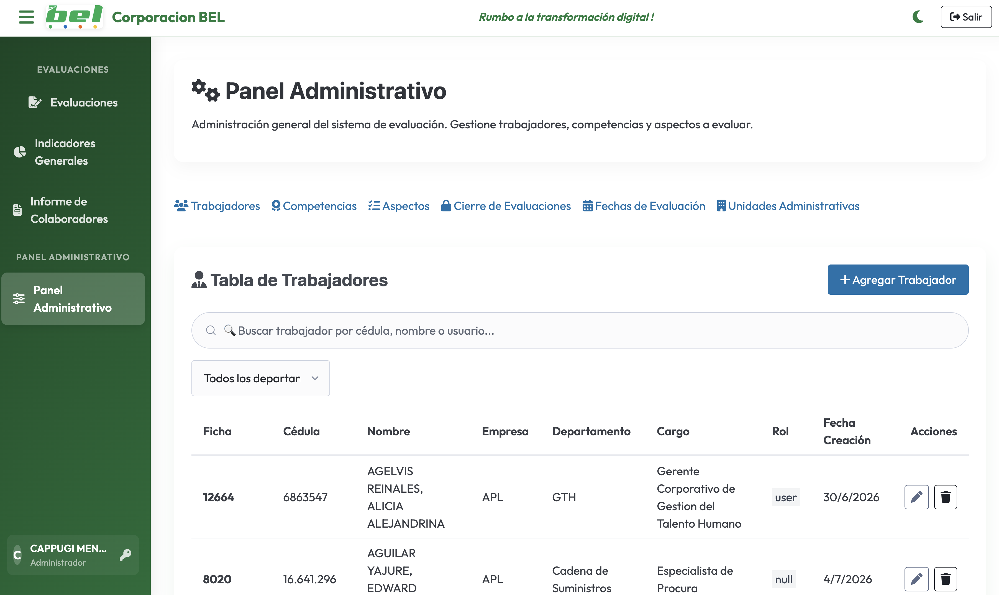 bel
Corporacion BEL
Rumbo a la transformación digital !
Salir
EVALUACIONES
Evaluaciones
Indicadores
Generales
Informe de
Colaboradores
PANEL ADMINISTRATIVO
Panel
Administrativo
C
CAPPUGI MEN...
Administrador
Panel Administrativo
Administración general del sistema de evaluación. Gestione trabajadores, competencias y aspectos a evaluar.
Trabajadores Competencias Aspectos Cierre de Evaluaciones Fechas de Evaluación Unidades Administrativas
Tabla de Trabajadores
+ Agregar Trabajador
Buscar trabajador por cédula, nombre o usuario...
Todos los departan
Ficha Cédula Nombre Empresa Departamento Cargo Rol Fecha Creación Acciones
12664 6863547 AGELVIS REINALES, ALICIA ALEJANDRINA APL GTH Gerente Corporativo de Gestion del Talento Humano user 30/6/2026
8020 16.641.296 AGUILAR YAJURE, EDWARD APL Cadena de Suministros Especialista de Procura null 4/7/2026